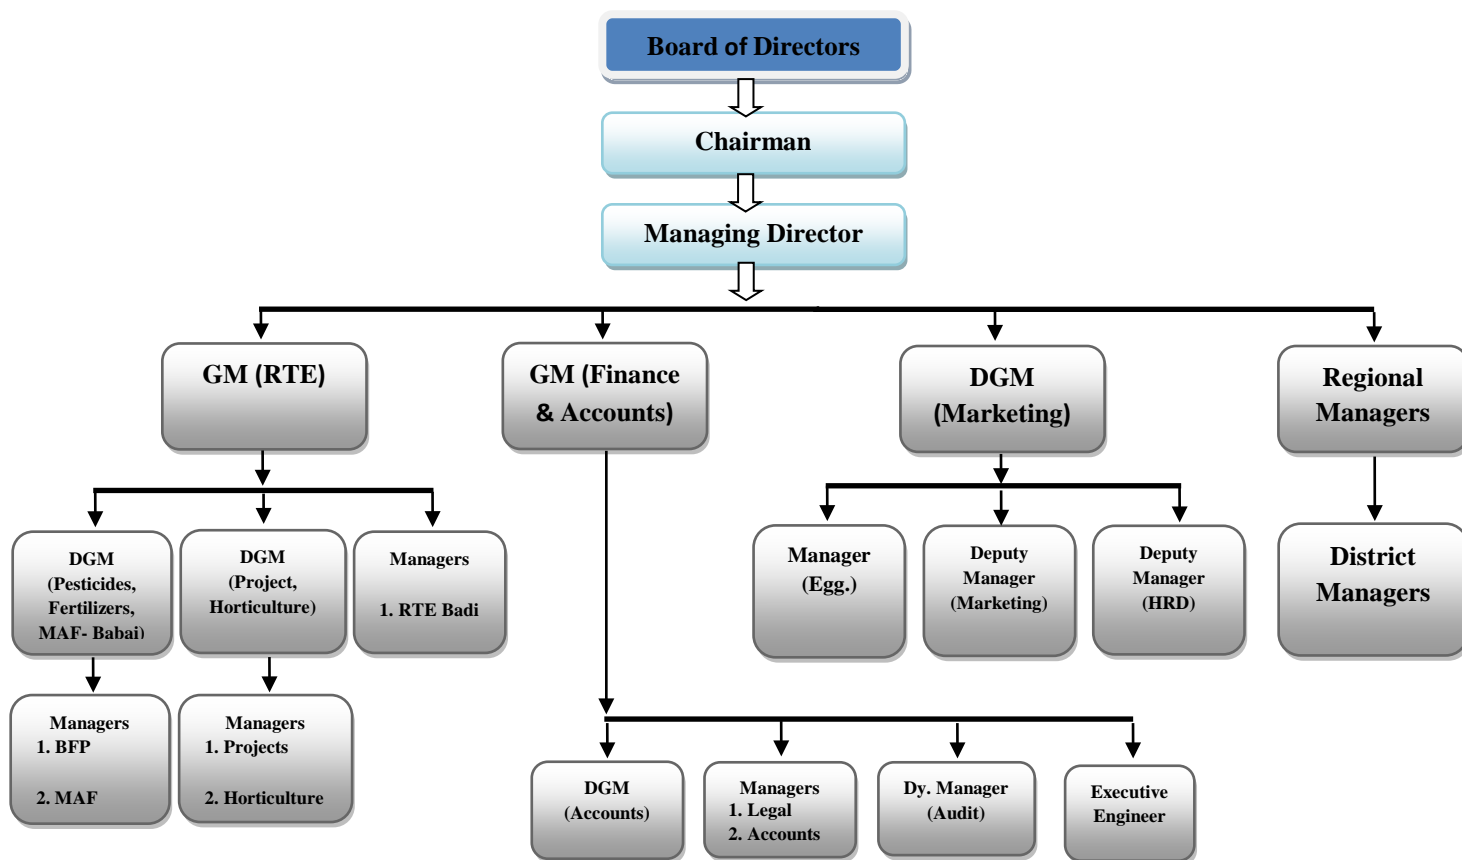 Board of Directors
Chairman
Managing Director
GM (RTE)
GM (Finance
& Accounts)
DGM
(Marketing)
Regional
Managers
DGM
(Pesticides,
Fertilizers,
MAF- Babai)
DGM
(Project,
Horticulture)
Managers
1. RTE Badi
Manager
(Egg.)
Deputy
Manager
(Marketing)
Deputy
Manager
(HRD)
District
Managers
Managers
1. BFP
2. MAF
Managers
1. Projects
2. Horticulture
DGM
(Accounts)
Managers
1. Legal
2. Accounts
Dy. Manager
(Audit)
Executive
Engineer